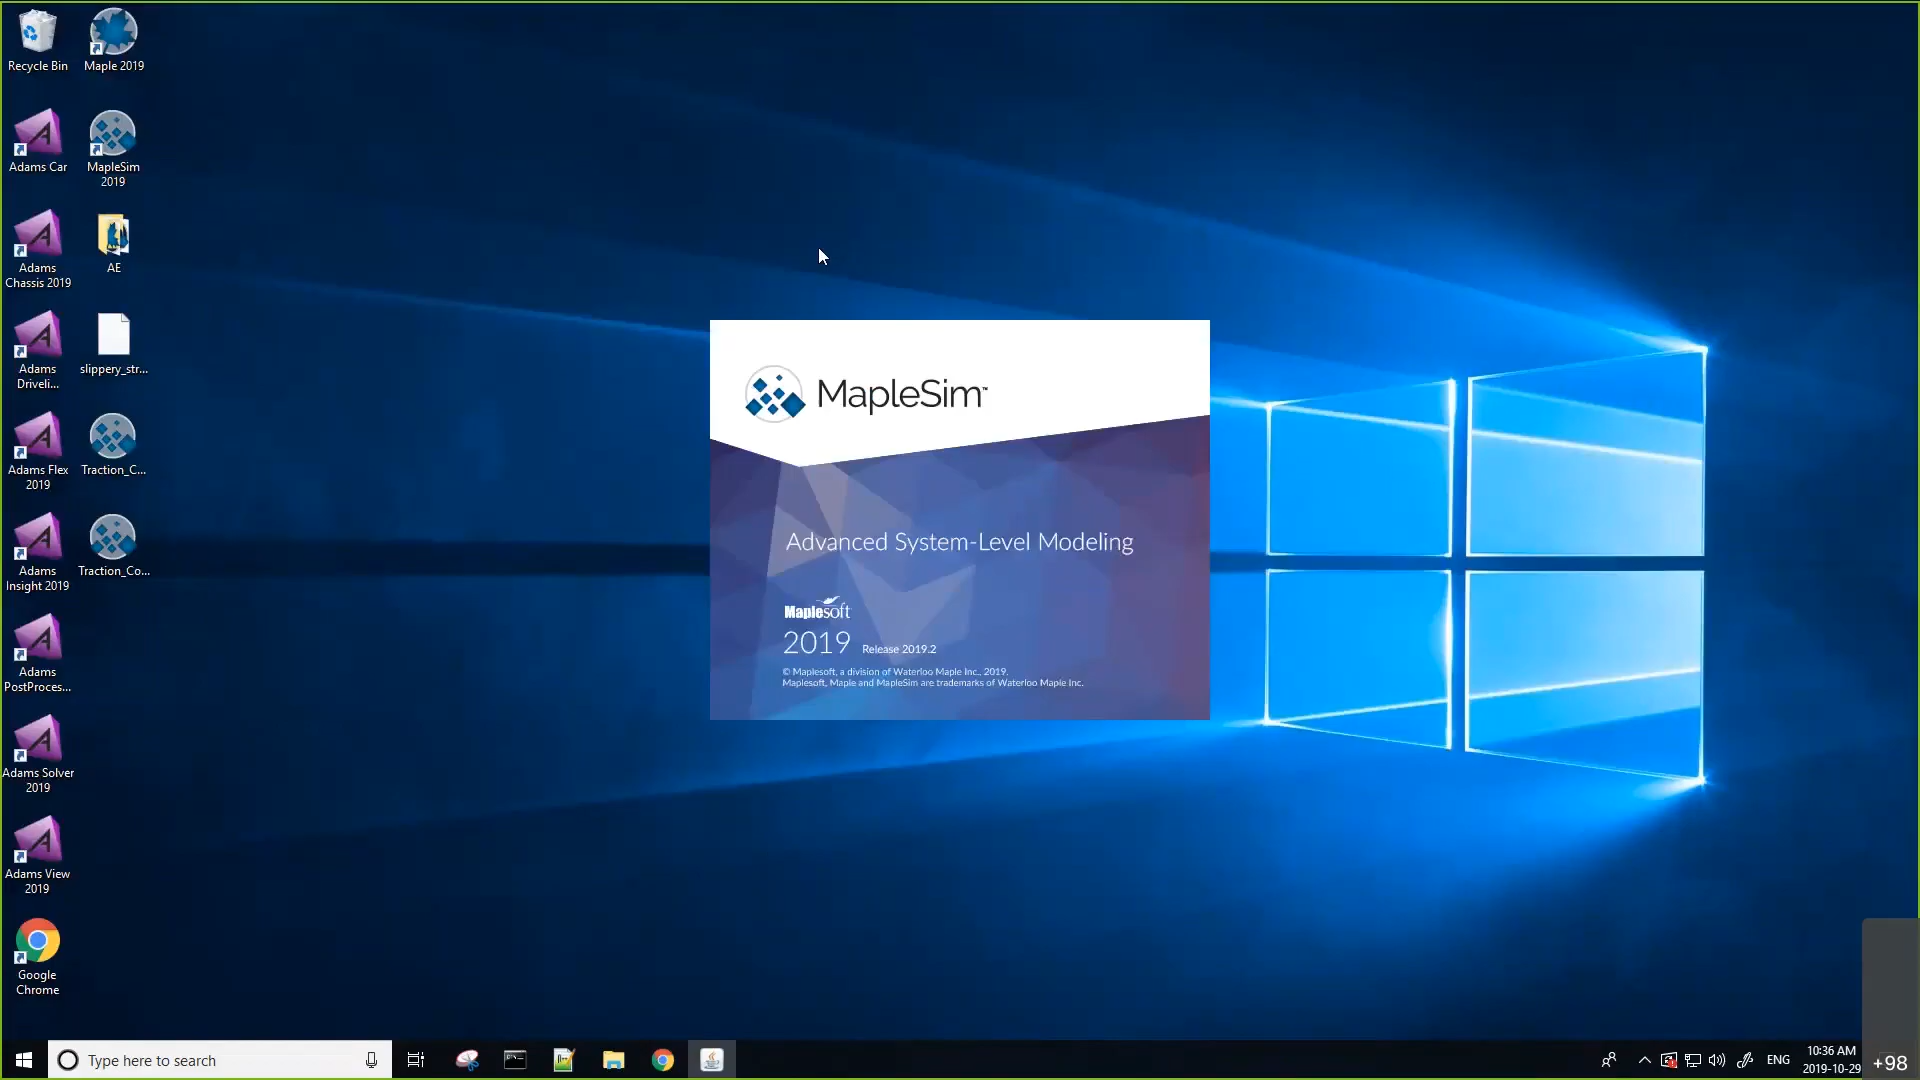 Recycle Bin
Maple 2019
Adams Car
MapleSim
2019
Adams
Chassis 2019
AE
Adams
Driveli...
slippery_str...
Adams Flex
2019
Traction_C...
Adams
Insight 2019
Traction_Co...
Adams
PostProces...
Adams Solver
2019
Adams View
2019
Google
Chrome
MapleSim™
Advanced System-Level Modeling
Maplesoft
2019 Release 2019.2
© Maplesoft, a division of Waterloo Maple Inc., 2019.
Maplesoft, Maple and MapleSim are trademarks of Waterloo Maple Inc.
Type here to search
ENG
10:36 AM
2019-10-29
+98